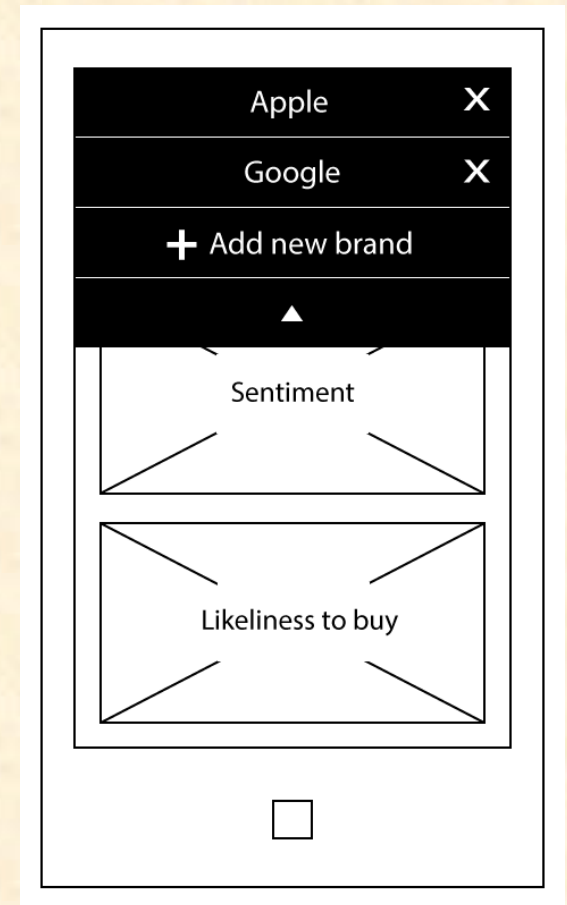 Apple X
Google X
+ Add new brand
Sentiment
Likeliness to buy